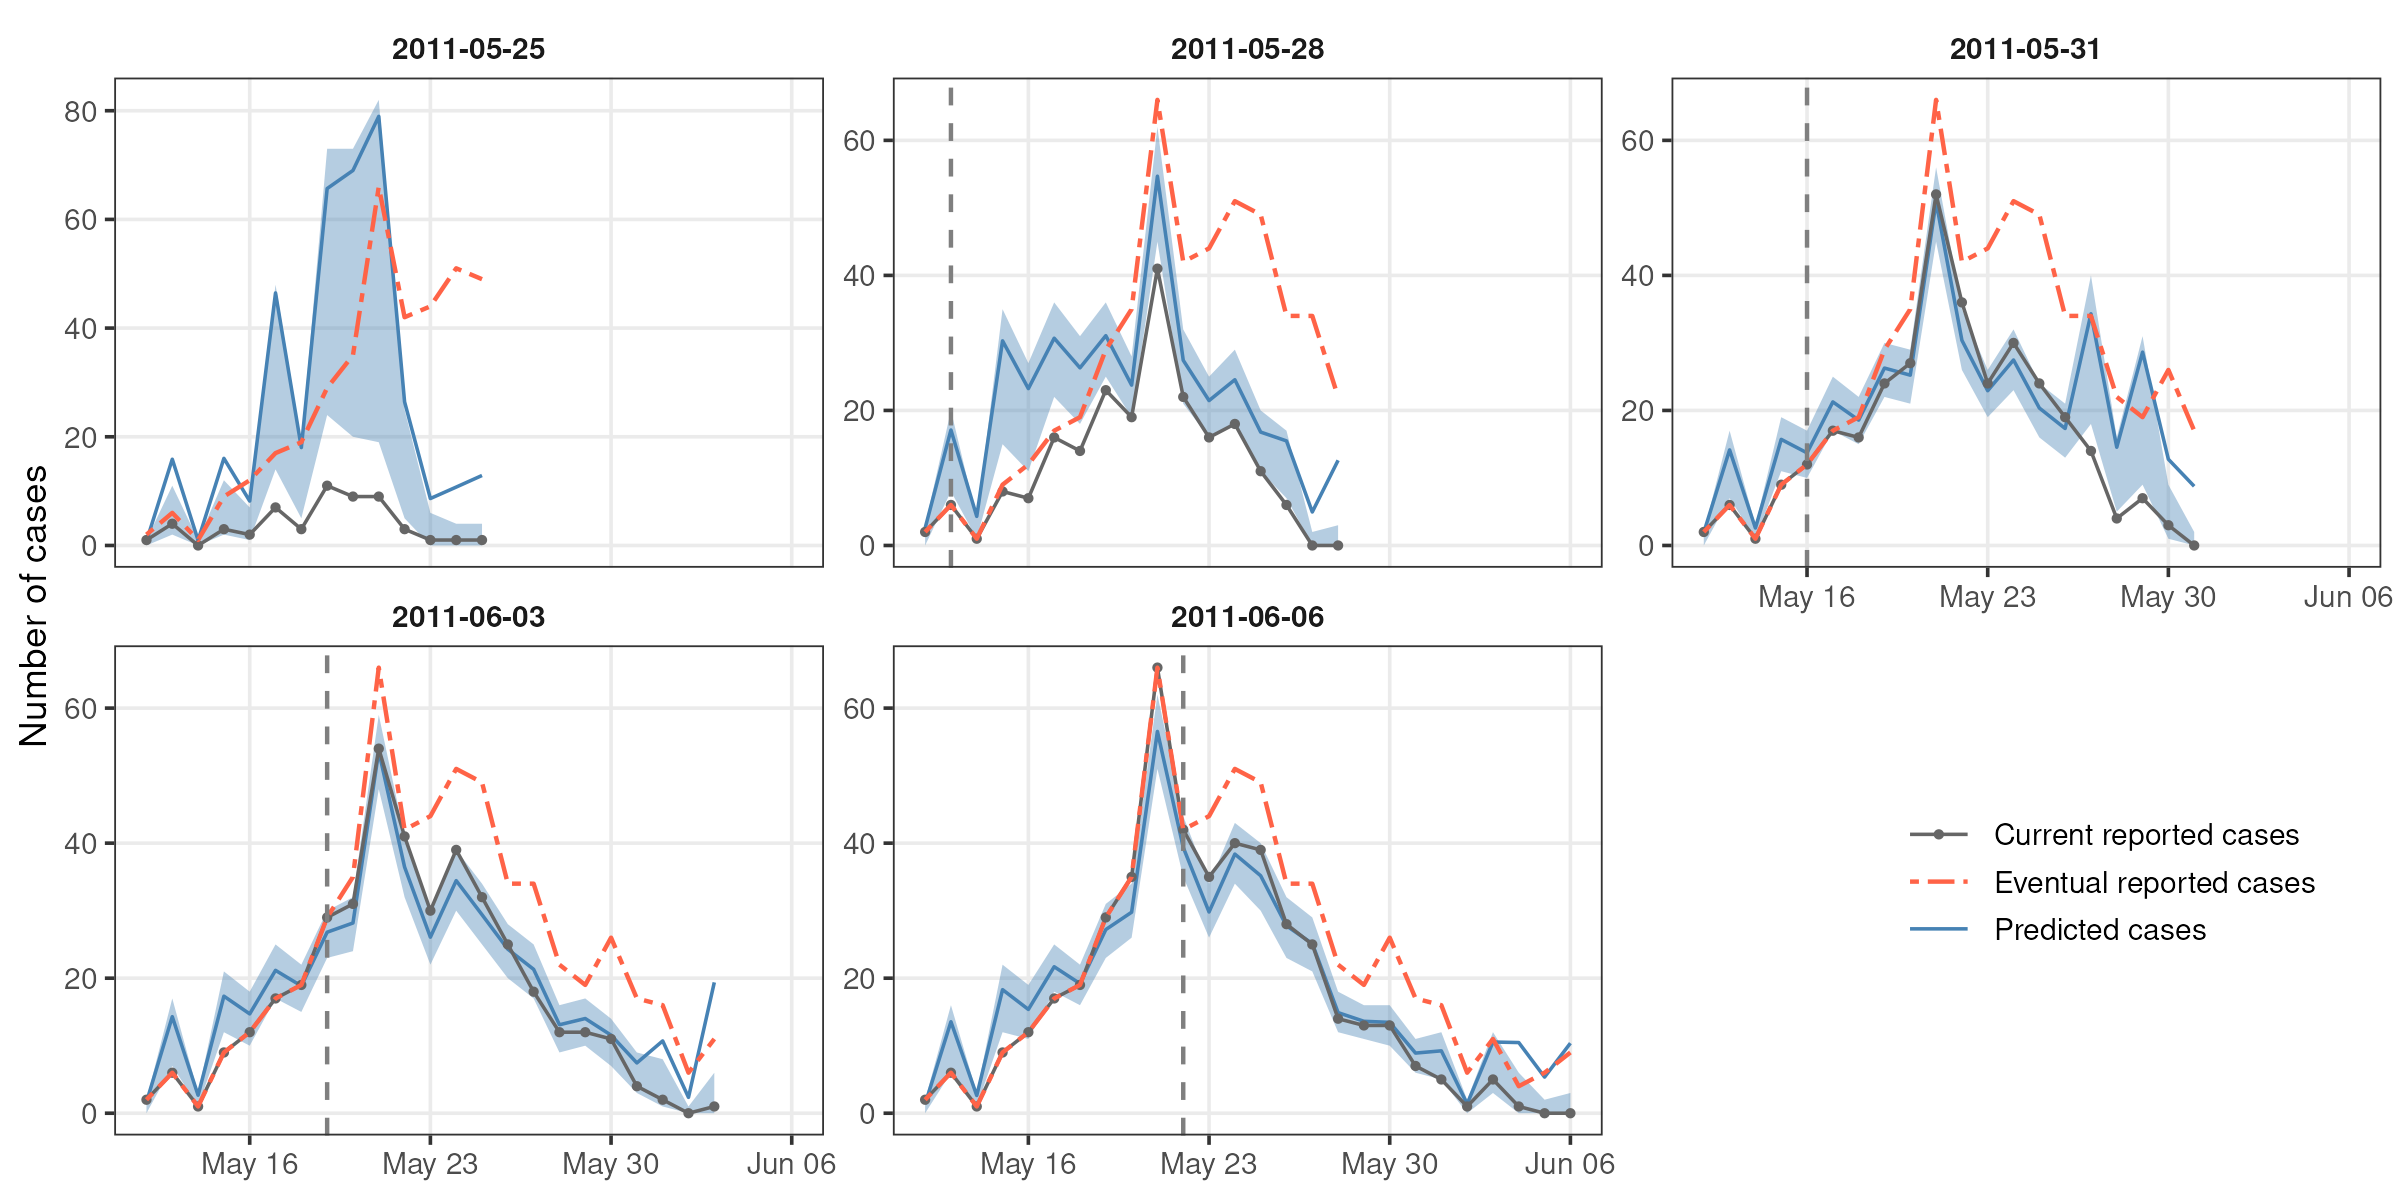 2011-05-25
2011-05-28
2011-05-31
80
60
40
20
0
60
40
20
0
60
40
20
0
May 16
May 23
May 30
Jun 06
Number of cases
2011-06-03
2011-06-06
60
40
20
0
60
40
20
0
Current reported cases
Eventual reported cases
Predicted cases
May 16
May 23
May 30
Jun 06
May 16
May 23
May 30
Jun 06